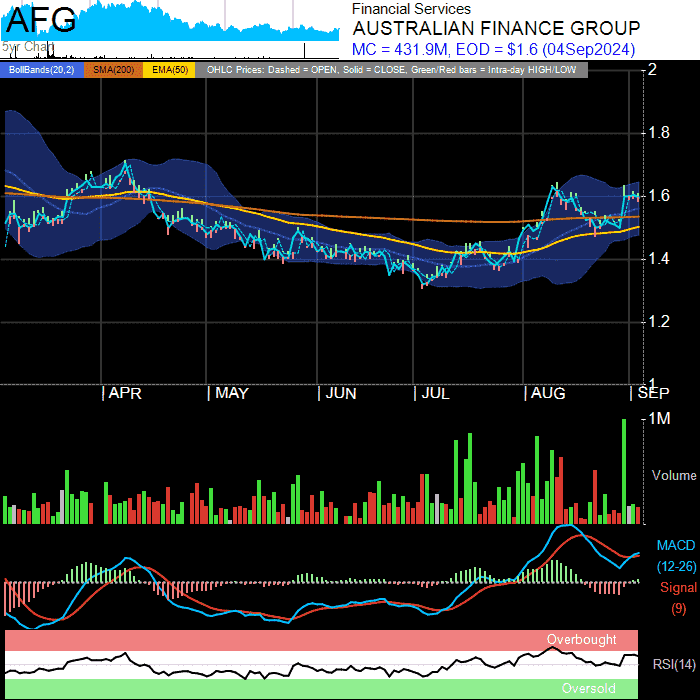 AFG
5yr Chart
Financial Services
AUSTRALIAN FINANCE GROUP
MC = 431.9M, EOD = $1.6 (04Sep2024)
BollBands(20,2) SMA(200) EMA(50) OHLC Prices: Dashed = OPEN, Solid = CLOSE, Green/Red bars = Intra-day HIGH/LOW
2
1.8
1.6
1.4
1.2
1
APR MAY JUN JUL AUG SEP
1M
Volume
MACD
(12-26)
Signal
(9)
Overbought
RSI(14)
Oversold